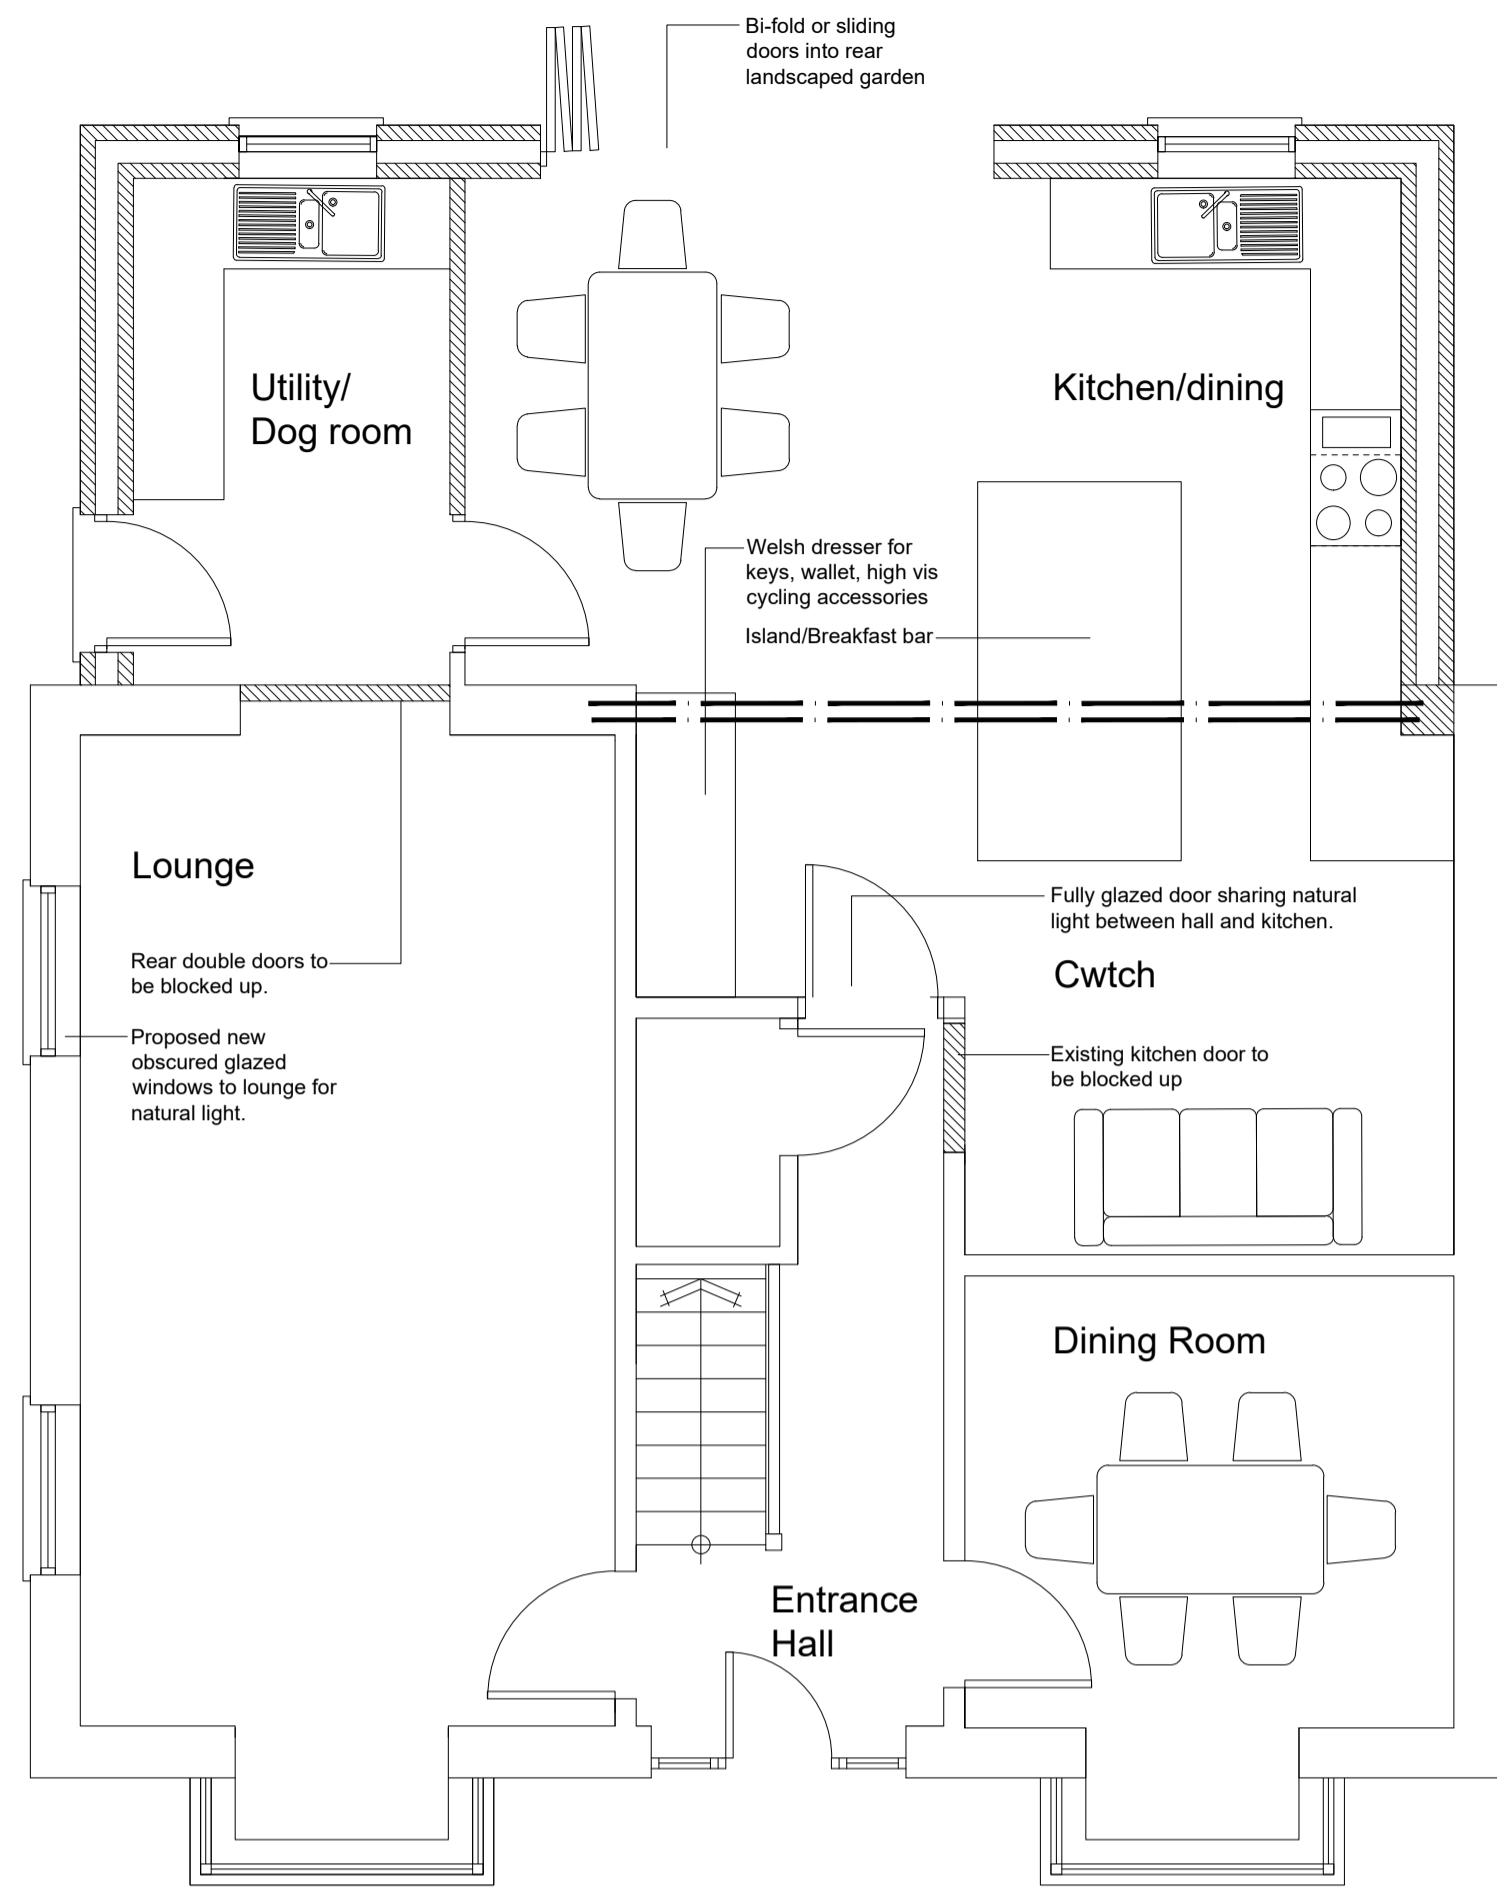 Bi-fold or sliding
doors into rear
landscaped garden
Utility/
Dog room
Kitchen/dining
Welsh dresser for
keys, wallet, high vis
cycling accessories
Island/Breakfast bar
Lounge
Rear double doors to
be blocked up.
Proposed new
obscured glazed
windows to lounge for
natural light.
Fully glazed door sharing natural
light between hall and kitchen.
Cwtch
Existing kitchen door to
be blocked up
Dining Room
Entrance
Hall